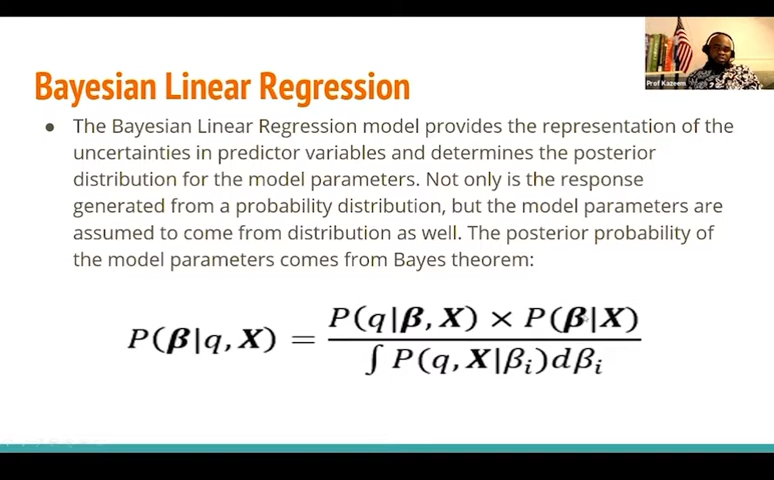 Prof Kazeem
Bayesian Linear Regression
● The Bayesian Linear Regression model provides the representation of the
uncertainties in predictor variables and determines the posterior
distribution for the model parameters. Not only is the response
generated from a probability distribution, but the model parameters are
assumed to come from distribution as well. The posterior probability of
the model parameters comes from Bayes theorem:
P(β|q, X) = P(q|β, X) × P(β|X)
∫ P(q, X|βᵢ)dβᵢ